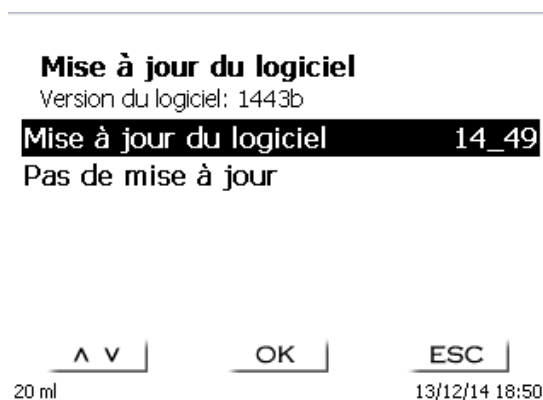 Mise à jour du logiciel
Version du logiciel: 1443b
Mise à jour du logiciel 14_49
Pas de mise à jour
∧ ∨ OK ESC
20 ml 13/12/14 18:50